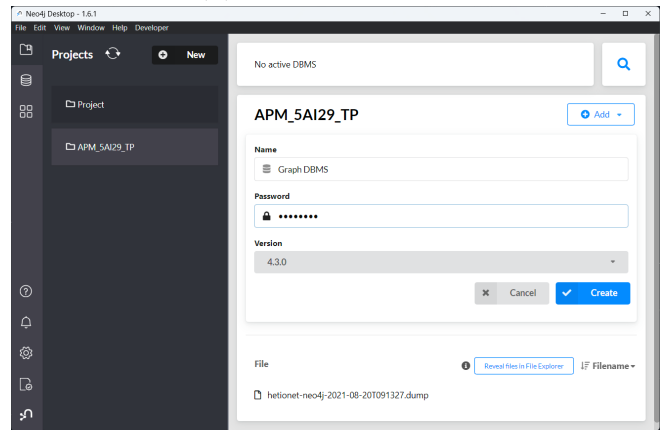 Neo4j Desktop - 1.6.1
File Edit View Window Help Developer
Projects
New
Project
APM_5AI29_TP
No active DBMS
APM_5AI29_TP
Add
Name
Graph DBMS
Password
••••••••
Version
4.3.0
Cancel
Create
File
Reveal files in File Explorer
Filename
hetionet-neo4j-2021-08-20T091327.dump